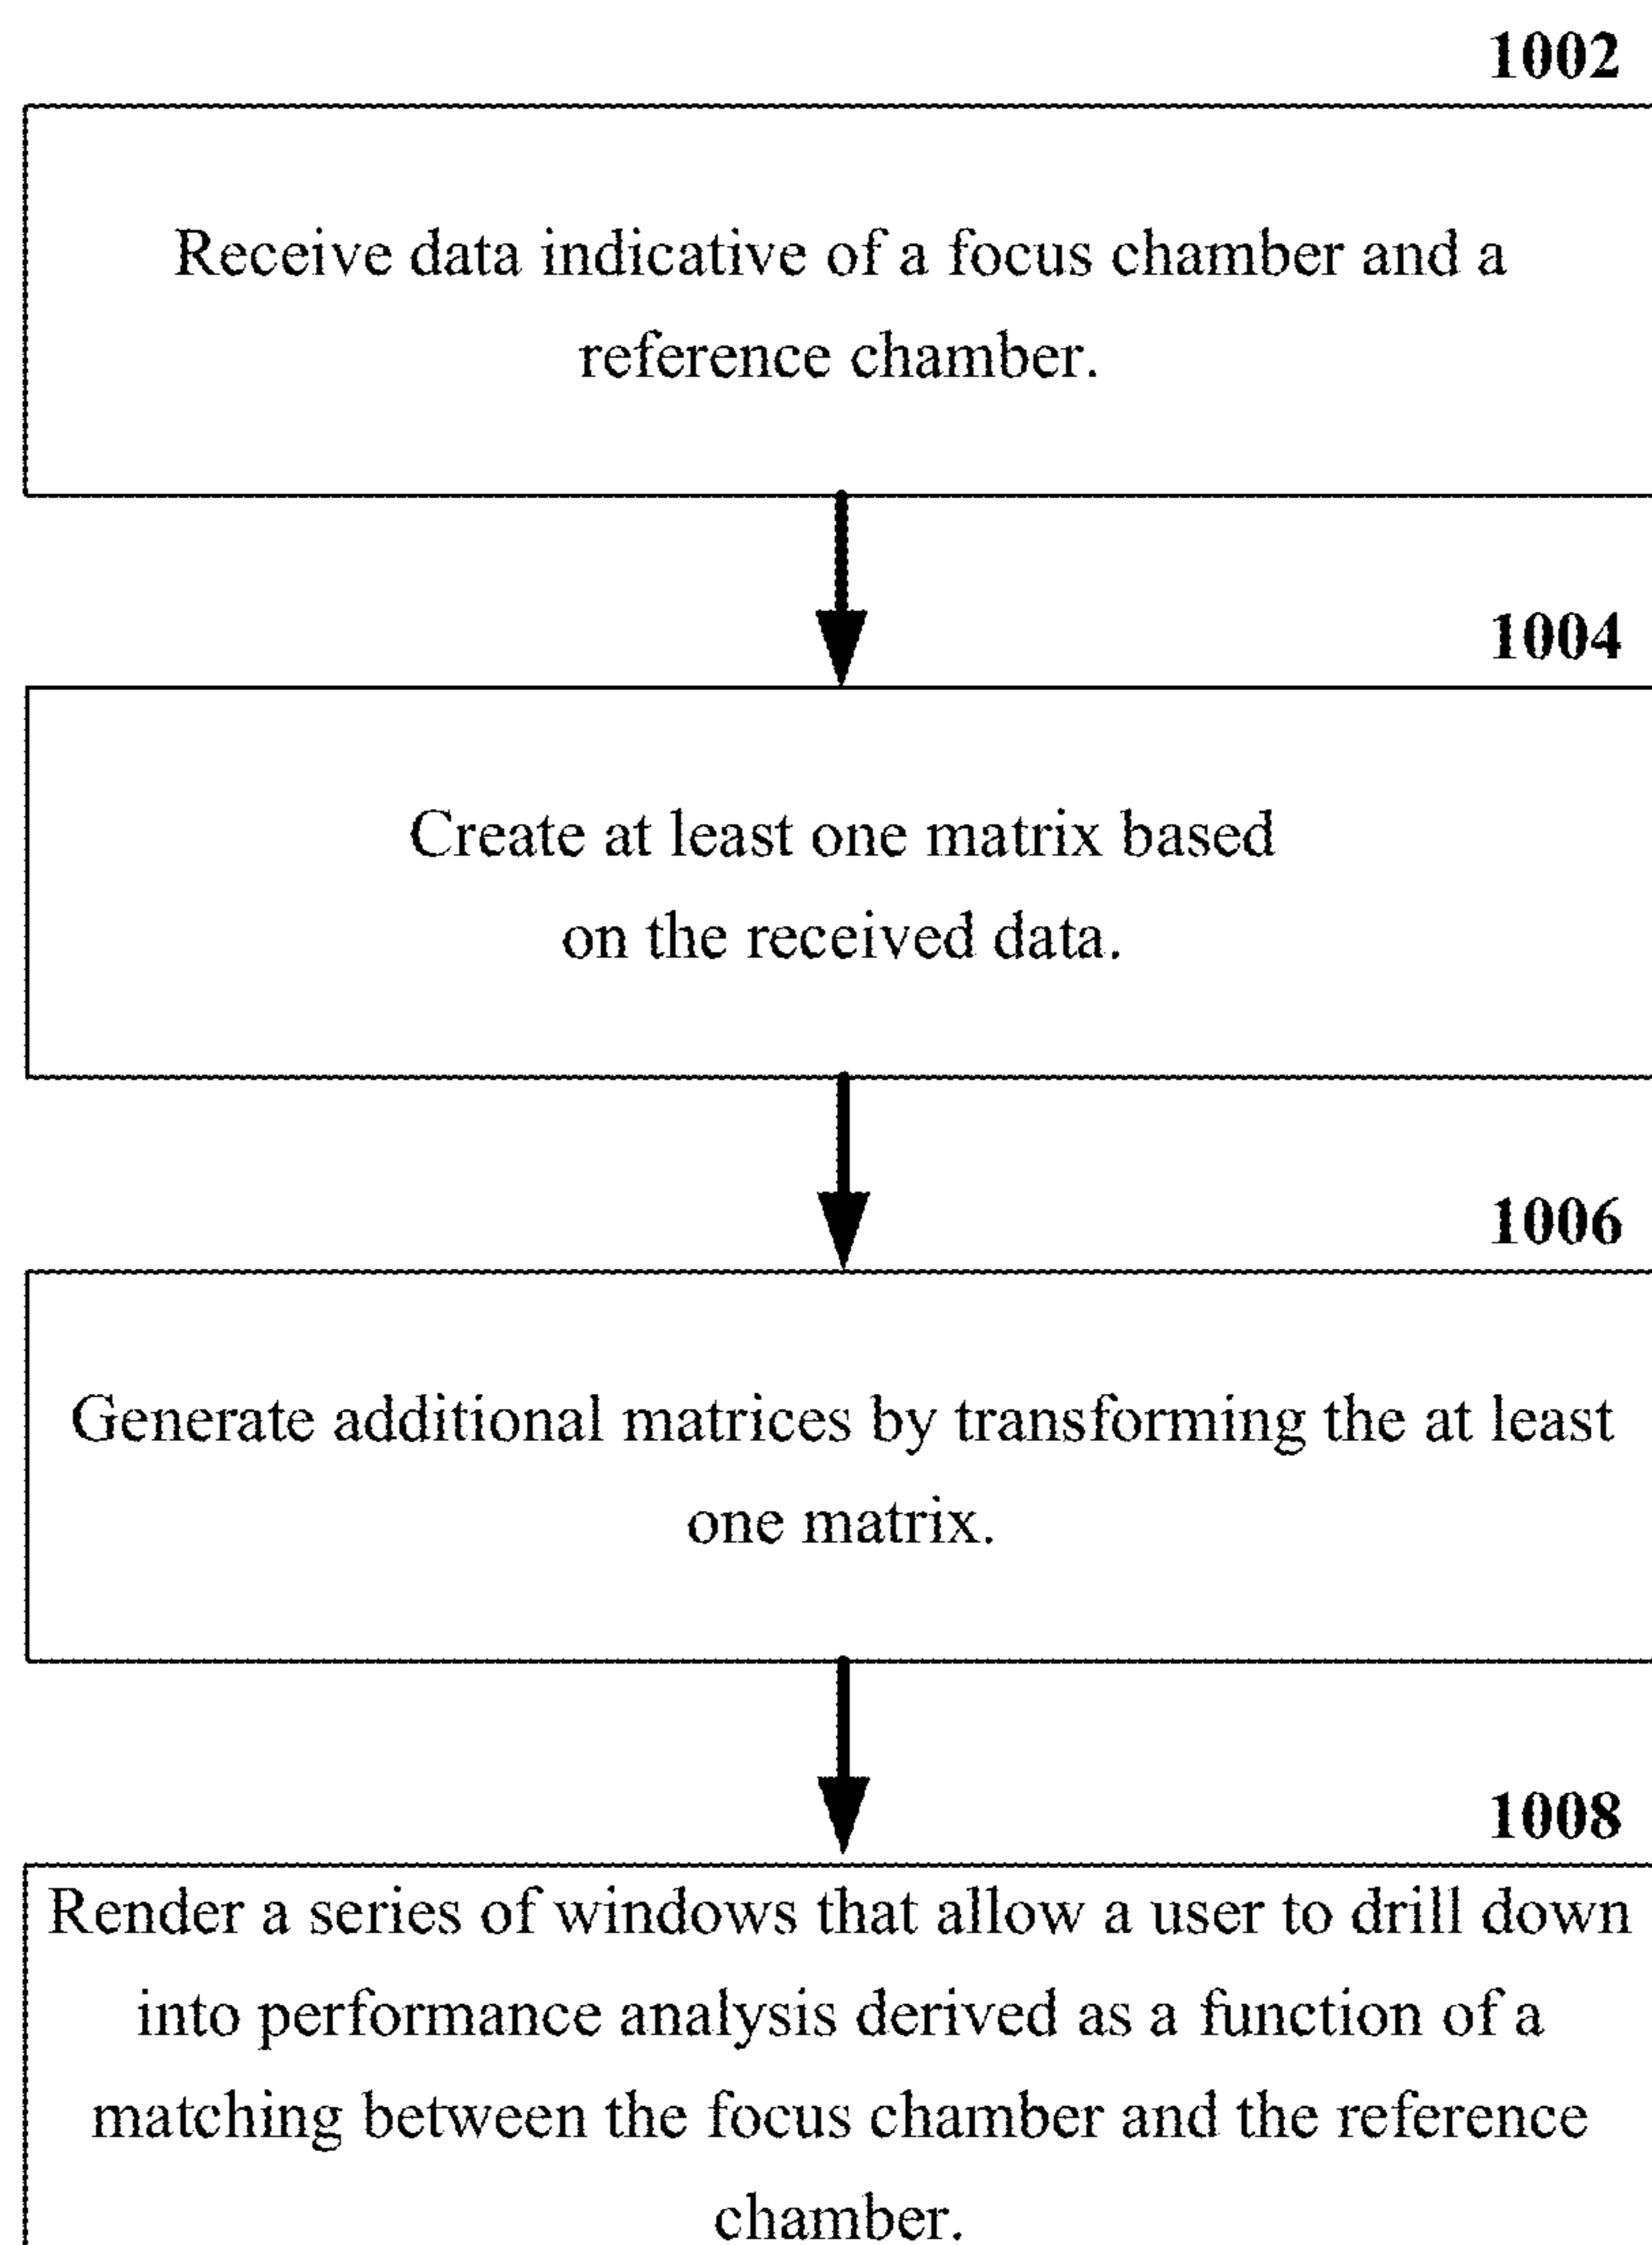 1002
Receive data indicative of a focus chamber and a
reference chamber.
1004
Create at least one matrix based
on the received data.
1006
Generate additional matrices by transforming the at least
one matrix.
1008
Render a series of windows that allow a user to drill down
into performance analysis derived as a function of a
matching between the focus chamber and the reference
chamber.